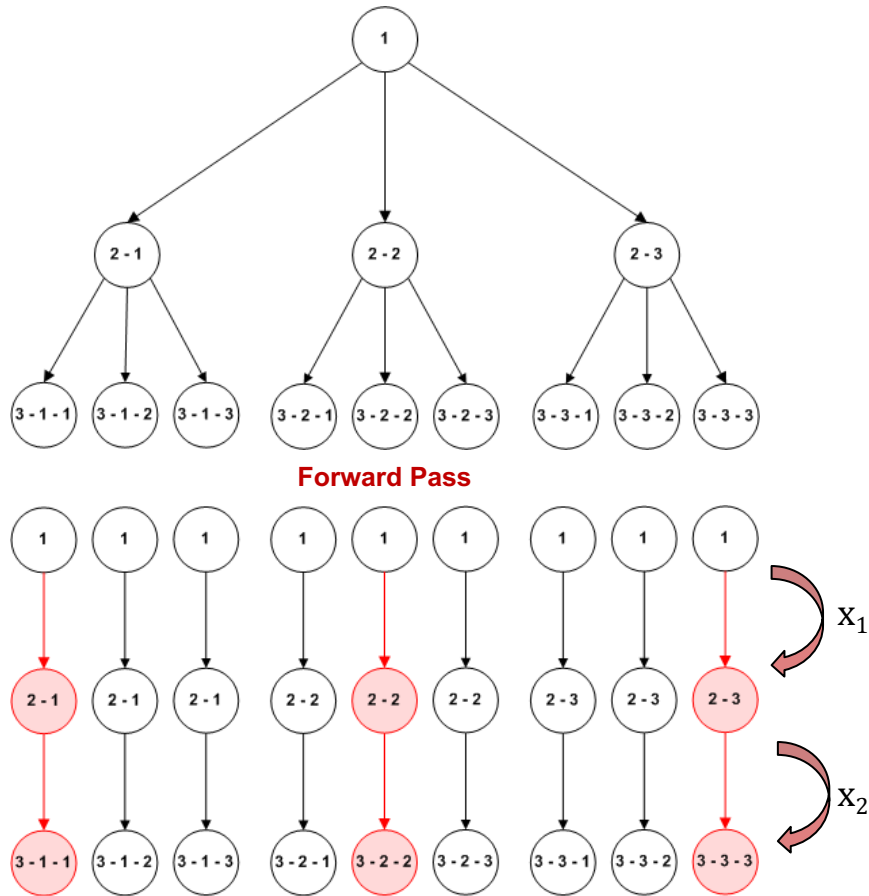 1
2 - 1 2 - 2 2 - 3
3 - 1 - 1 3 - 1 - 2 3 - 1 - 3 3 - 2 - 1 3 - 2 - 2 3 - 2 - 3 3 - 3 - 1 3 - 3 - 2 3 - 3 - 3
Forward Pass
1 1 1 1 1 1 1 1 1
x₁
2 - 1 2 - 1 2 - 1 2 - 2 2 - 2 2 - 2 2 - 3 2 - 3 2 - 3
x₂
3 - 1 - 1 3 - 1 - 2 3 - 1 - 3 3 - 2 - 1 3 - 2 - 2 3 - 2 - 3 3 - 3 - 1 3 - 3 - 2 3 - 3 - 3